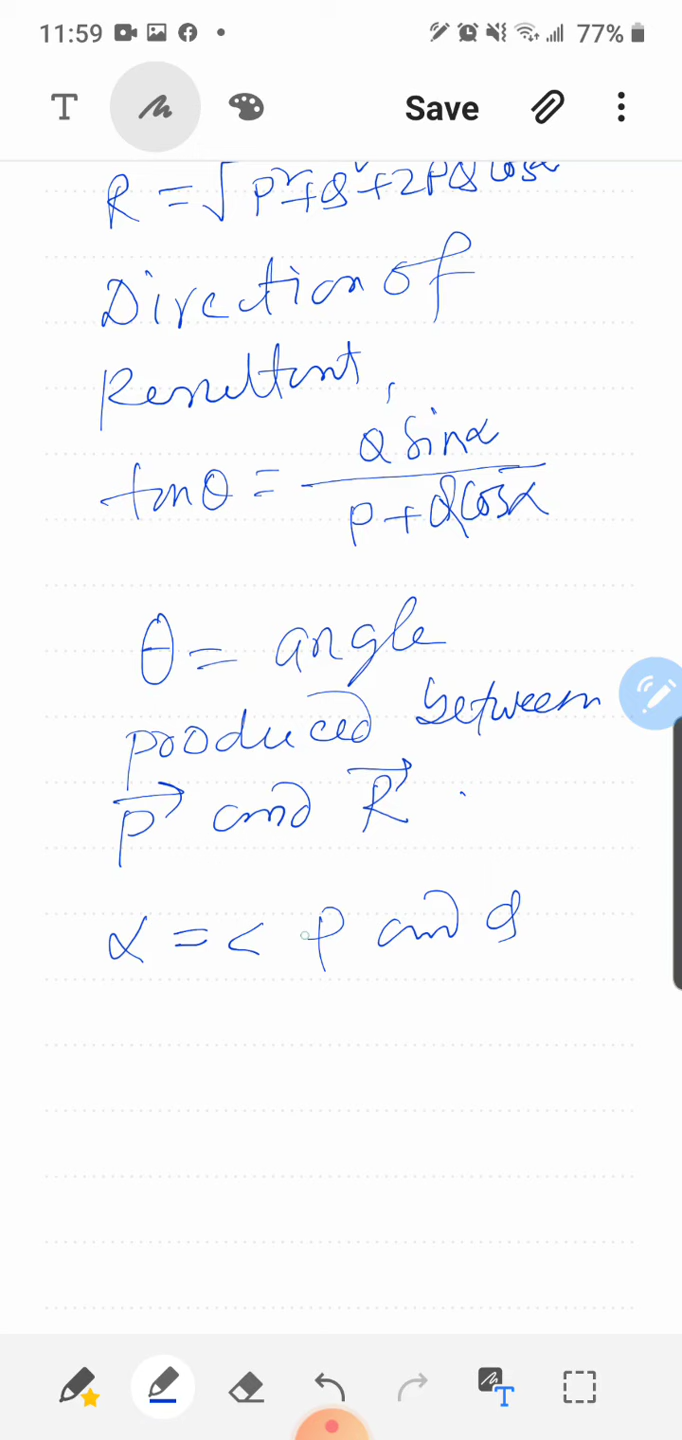 11:59 77%
T Save
R = √P²+Q²+2PQ cosα
Direction of
Resultant,
tanθ = Q Sinα / P + Q Cosα
θ = angle
produced between
P⃗ and R⃗ .
α = < P and Q
T